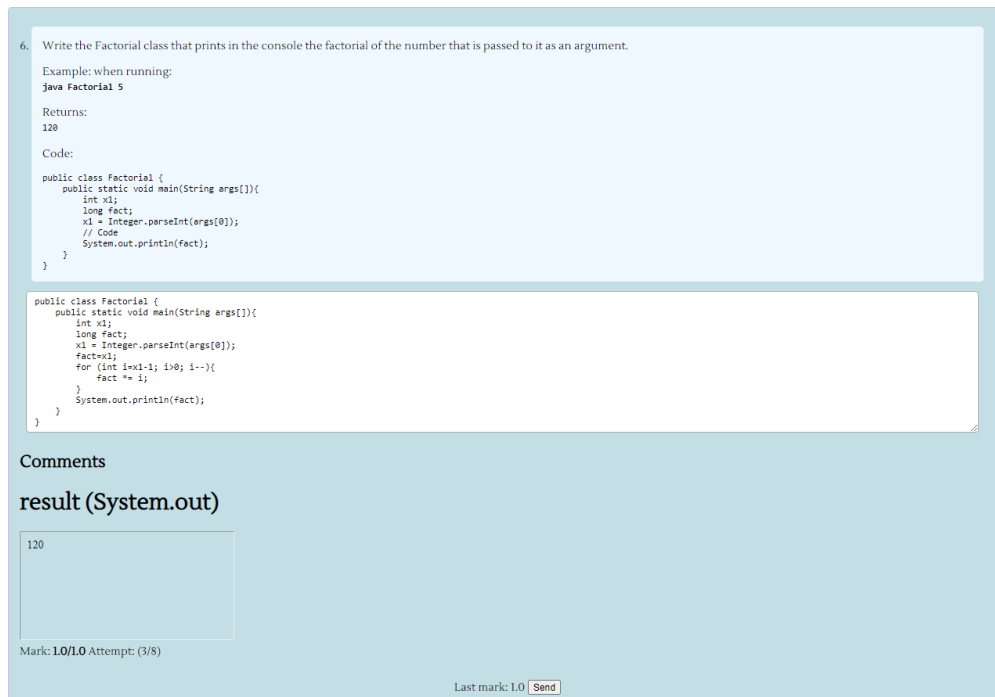 6. Write the Factorial class that prints in the console the factorial of the number that is passed to it as an argument.
Example: when running:
java Factorial 5
Returns:
120
Code:
public class Factorial {
    public static void main(String args[]){
        int x1;
        long fact;
        x1 = Integer.parseInt(args[0]);
        // Code
        System.out.println(fact);
    }
}
public class Factorial {
    public static void main(String args[]){
        int x1;
        long fact;
        x1 = Integer.parseInt(args[0]);
        fact=x1;
        for (int i=x1-1; i>0; i--){
            fact *= i;
        }
        System.out.println(fact);
    }
}
Comments
result (System.out)
120
Mark: 1.0/1.0 Attempt: (3/8)
Last mark: 1.0 Send